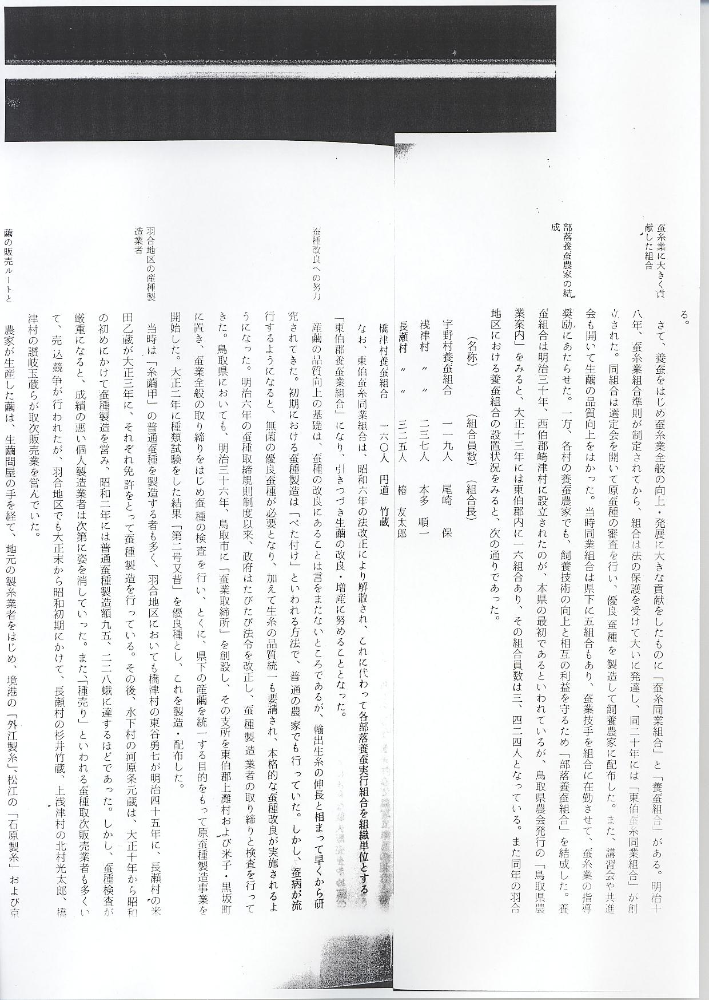 る。
蚕糸業に大きく貢
献した組合
さて、養蚕をはじめ蚕糸業全般の向上・発展に大きな貢献をしたものに「蚕糸同業組合」と「養蚕組合」がある。明治十
八年、蚕糸業組合準則が制定されてから、組合は法の保護を受けて大いに発達し、同二十年には「東伯蚕糸同業組合」が創
立された。同組合は選定会を開いて原蚕種の審査を行い、優良蚕種を製造して飼養農家に配布した。また、講習会や共進
会も開いて生繭の品質向上をはかった。当時同業組合は県下に五組合もあり、蚕業技手を組合に在勤させて、蚕糸業の指導
部落養蚕農家の結
成
奨励にあたらせた。一方、各村の養蚕農家でも、飼養技術の向上と相互の利益を守るため「部落養蚕組合」を結成した。養
蚕組合は明治三十年、西伯郡崎津村に設立されたのが、本県の最初であるといわれているが、鳥取県農会発行の「鳥取県農
業案内」をみると、大正十三年には東伯郡内に一六組合あり、その組合員数は三、四二四人となっている。また同年の羽合
地区における養蚕組合の設置状況をみると、次の通りであった。
(名称) (組合員数) (組合長)
宇野村養蚕組合 一一九人 尾崎 保
浅津村 〃 〃 二三七人 本多 順一
長瀬村 〃 〃 三二五人 椿 友太郎
橋津村養蚕組合 一六〇人 円道 竹蔵
なお、東伯蚕糸同業組合は、昭和六年の法改正により解散され、これに代わって各部落養蚕実行組合を組織単位とする
「東伯郡養蚕業組合」になり、引きつづき生繭の改良・増産に努めることとなった。
蚕種改良への努力
産繭の品質向上の基礎は、蚕種の改良にあることは言をまたないところであるが、輸出生糸の伸長と相まって早くから研
究されてきた。初期における蚕種製造は「べた付け」といわれる方法で、普通の農家でも行っていた。しかし、蚕病が流
行するようになると、無菌の優良蚕種が必要となり、加えて生糸の品質統一も要請され、本格的な蚕種改良が実施されるよ
うになった。明治六年の蚕種取締規則制度以来、政府はたびたび法令を改正し、蚕種製造業者の取り締りと検査を行って
きた。鳥取県においても、明治三十六年、鳥取市に「蚕業取締所」を創設し、その支所を東伯郡上灘村および米子・黒坂町
に置き、蚕業全般の取り締りをはじめ蚕種の検査を行い、とくに、県下の産繭を統一する目的をもって原蚕種製造事業を
開始した。大正二年に種類試験をした結果「第二号又昔」を優良種とし、これを製造・配布した。
羽合地区の産種製
造業者
当時は「糸繭甲」の普通蚕種を製造する者も多く、羽合地区においても橋津村の東谷勇七が明治四十五年に、長瀬村の米
田乙蔵が大正三年に、それぞれ免許をとって蚕種製造を行っている。その後、水下村の河原条元蔵は、大正十年から昭和
の初めにかけて蚕種製造を営み、昭和二年には普通蚕種製造額九五、二二八蛾に達するほどであった。しかし、蚕種検査が
厳重になると、成績の悪い個人製造業者は次第に姿を消していった。また、「種売り」といわれる蚕種取次販売業者も多くい
て、売込競争が行われたが、羽合地区でも大正末から昭和初期にかけて、長瀬村の杉井竹蔵、上浅津村の北村光太郎、橋
津村の讃岐玉蔵らが取次販売業を営んでいた。
繭の販売ルートと
農家が生産した繭は、生繭問屋の手を経て、地元の製糸業者をはじめ、境港の「外江製糸」、松江の「石原製糸」および京